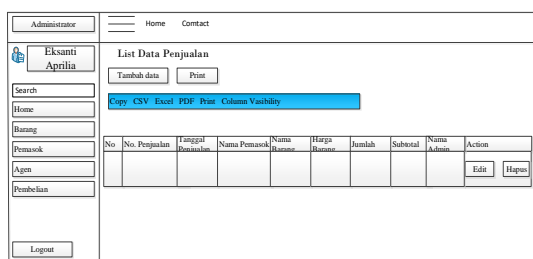 Administrator
Home Comtact
Eksanti
Aprilia
Search
Home
Barang
Pemasok
Agen
Pembelian
Logout
List Data Penjualan
Tambah data Print
Copy CSV Excel PDF Print Column Vasibility
No No. Penjualan Tanggal Penjualan Nama Pemasok Nama Barang Harga Barang Jumlah Subtotal Nama Admin Action
Edit Hapus